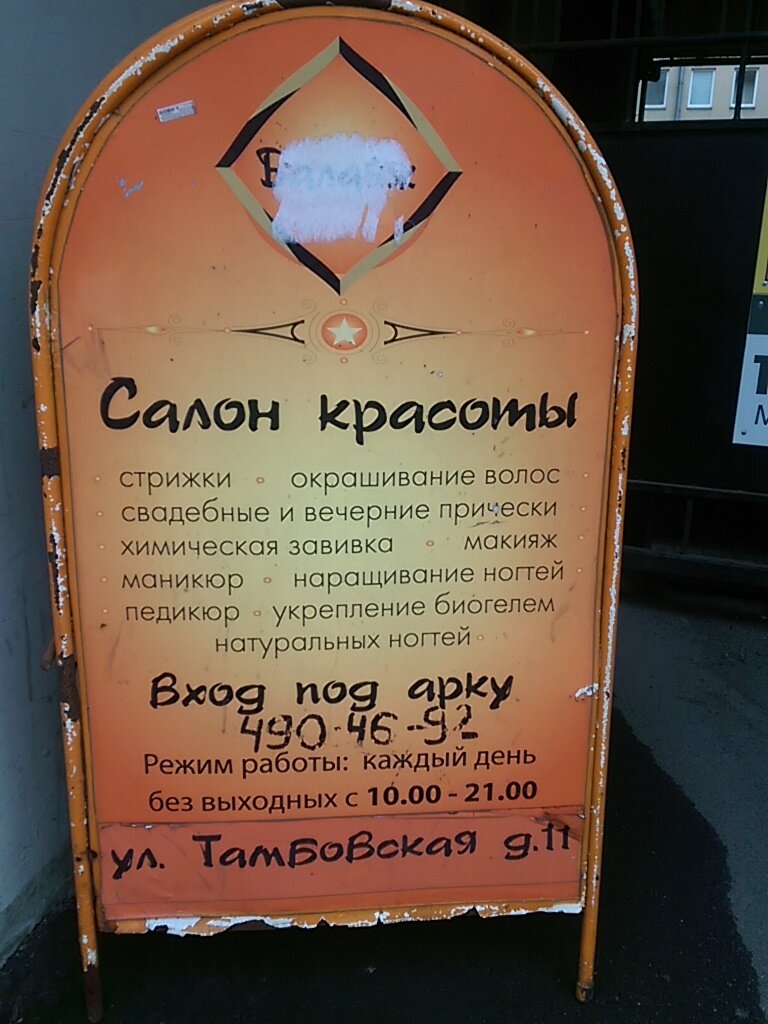 Салон красоты
стрижки • окрашивание волос
• свадебные и вечерние прически •
химическая завивка • макияж
• маникюр • наращивание ногтей •
• педикюр • укрепление биогелем
натуральных ногтей •
Вход под арку
490-46-92
Режим работы: каждый день
без выходных с 10.00 - 21.00
ул. Тамбовская д.11